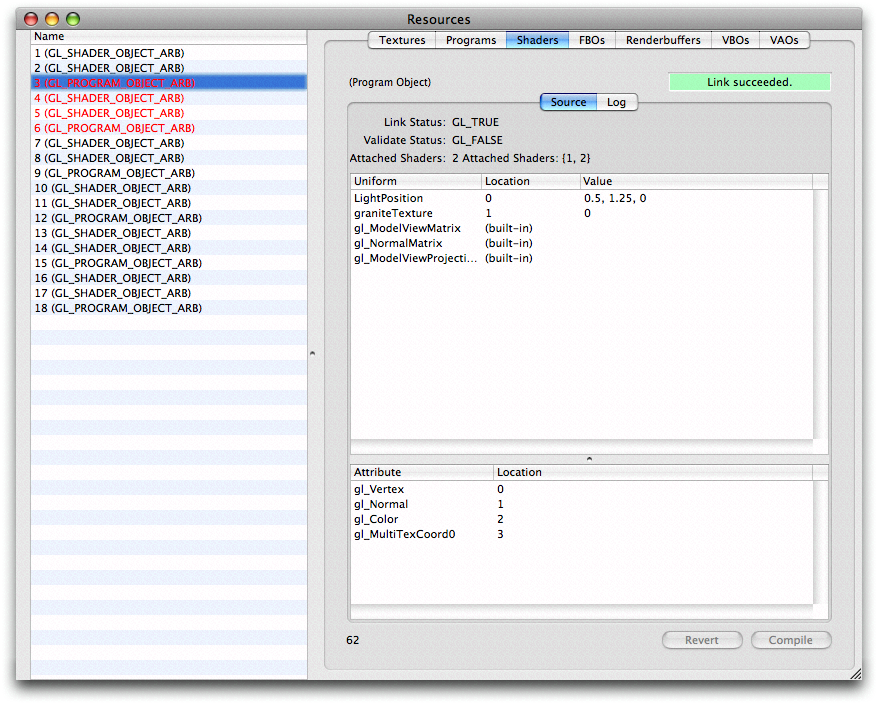 Resources
Name
1 (GL_SHADER_OBJECT_ARB)
2 (GL_SHADER_OBJECT_ARB)
3 (GL_PROGRAM_OBJECT_ARB)
4 (GL_SHADER_OBJECT_ARB)
5 (GL_SHADER_OBJECT_ARB)
6 (GL_PROGRAM_OBJECT_ARB)
7 (GL_SHADER_OBJECT_ARB)
8 (GL_SHADER_OBJECT_ARB)
9 (GL_PROGRAM_OBJECT_ARB)
10 (GL_SHADER_OBJECT_ARB)
11 (GL_SHADER_OBJECT_ARB)
12 (GL_PROGRAM_OBJECT_ARB)
13 (GL_SHADER_OBJECT_ARB)
14 (GL_SHADER_OBJECT_ARB)
15 (GL_PROGRAM_OBJECT_ARB)
16 (GL_SHADER_OBJECT_ARB)
17 (GL_SHADER_OBJECT_ARB)
18 (GL_PROGRAM_OBJECT_ARB)
Textures Programs Shaders FBOs Renderbuffers VBOs VAOs
(Program Object) Link succeeded.
Source Log
Link Status: GL_TRUE
Validate Status: GL_FALSE
Attached Shaders: 2 Attached Shaders: {1, 2}
Uniform Location Value
LightPosition 0 0.5, 1.25, 0
graniteTexture 1 0
gl_ModelViewMatrix (built-in)
gl_NormalMatrix (built-in)
gl_ModelViewProjecti... (built-in)
Attribute Location
gl_Vertex 0
gl_Normal 1
gl_Color 2
gl_MultiTexCoord0 3
62 Revert Compile